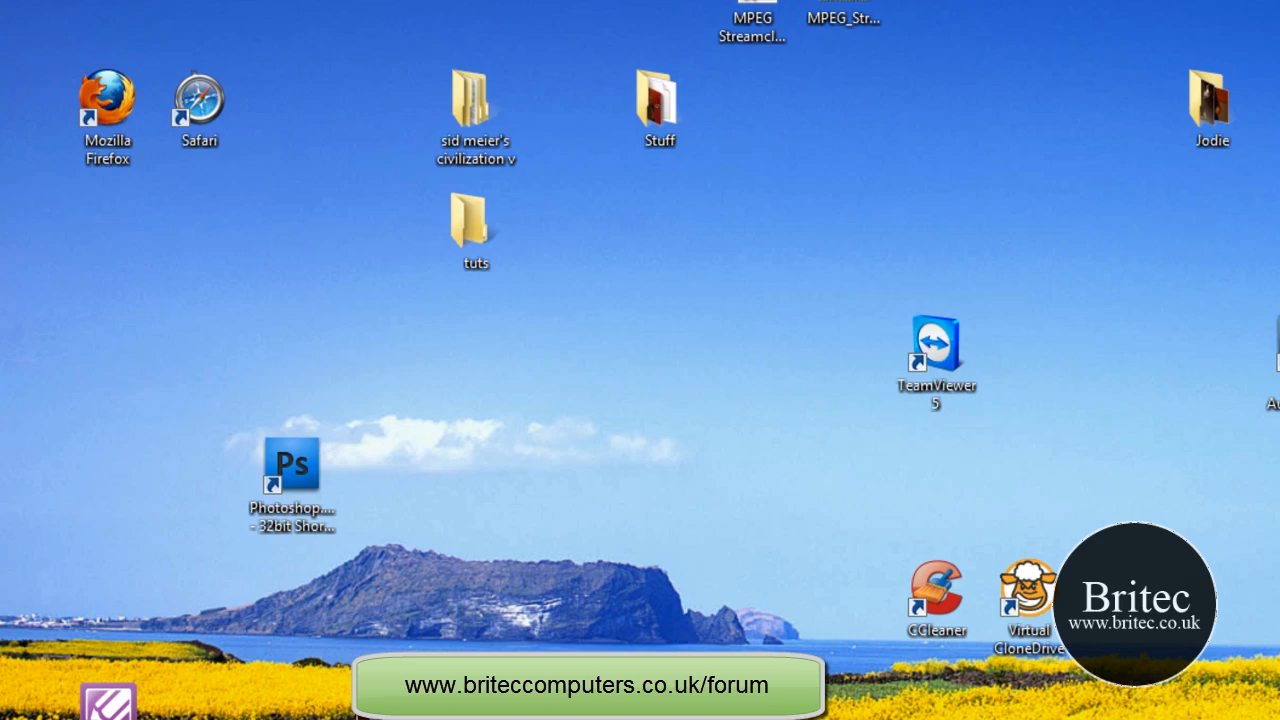 MPEG
Streamcl...
MPEG_Str...
Mozilla
Firefox
Safari
sid meier's
civilization v
Stuff
Jodie
tuts
TeamViewer
5
Ps
Photoshop....
- 32bit Shor...
CCleaner
Virtual
CloneDrive
Britec
www.britec.co.uk
www.briteccomputers.co.uk/forum